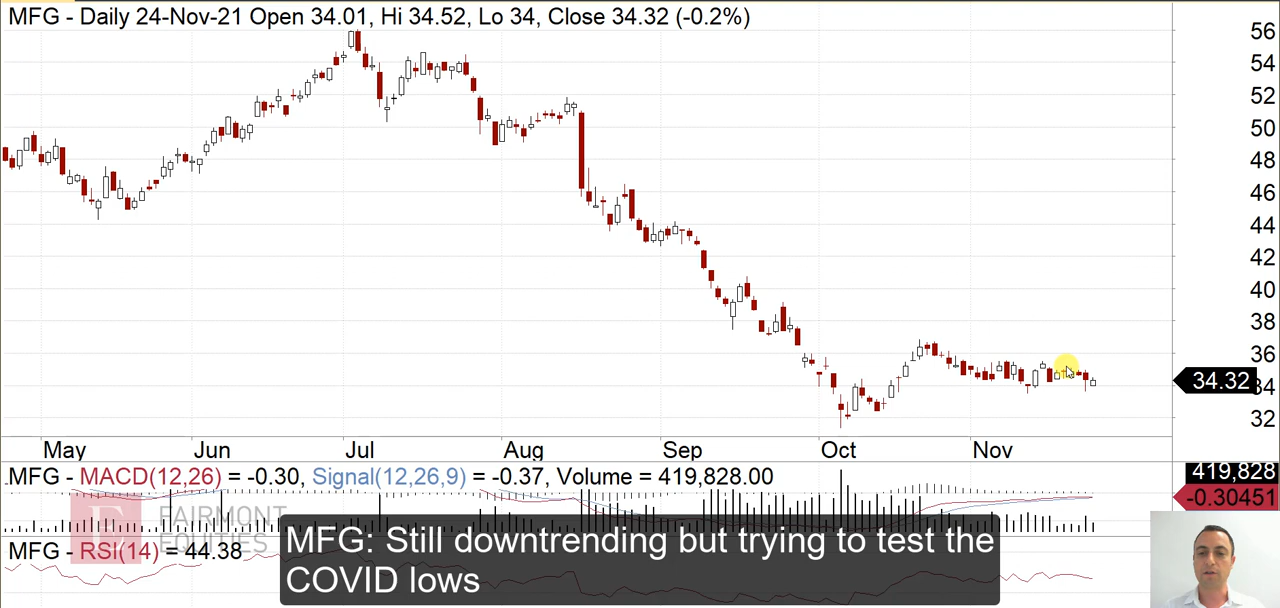 MFG - Daily 24-Nov-21 Open 34.01, Hi 34.52, Lo 34, Close 34.32 (-0.2%)
56
54
52
50
48
46
44
42
40
38
36
34.32
34
32
May Jun Jul Aug Sep Oct Nov
MFG - MACD(12,26) = -0.30, Signal(12,26,9) = -0.37, Volume = 419,828.00
419,828
-0.30451
FAIRMONT
EQUITIES
MFG - RSI(14) = 44.38
MFG: Still downtrending but trying to test the
COVID lows